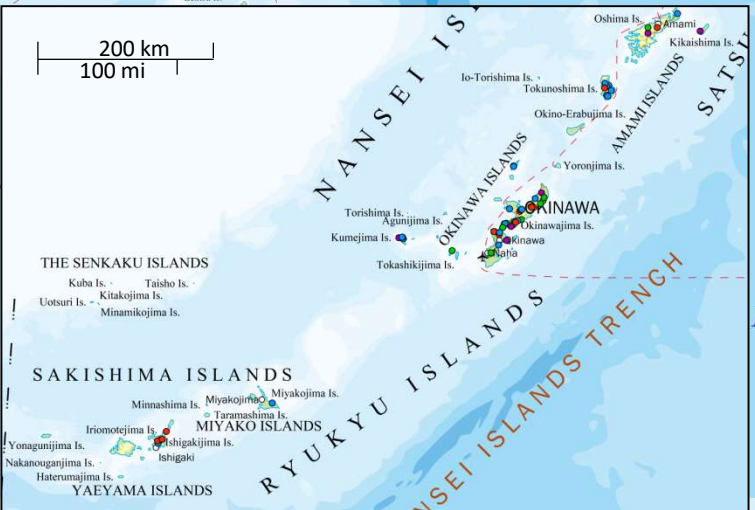 200 km
100 mi
Oshima Is.
Amami
Kikaishima Is.
Io-Torishima Is.
Tokunoshima Is.
Okino-Erabujima Is.
AMAMI ISLANDS
SATSU
NANSEI IS
Yoronjima Is.
OKINAWA ISLANDS
OKINAWA
Torishima Is.
Agunijima Is.
Okinawajima Is.
Kumejima Is.
Okinawa
Naha
Tokashikijima Is.
THE SENKAKU ISLANDS
Kuba Is.
Taisho Is.
Kitakojima Is.
Uotsuri Is.
Minamikojima Is.
SAKISHIMA ISLANDS
Miyakojima
Miyakojima Is.
Minnashima Is.
Taramashima Is.
MIYAKO ISLANDS
Iriomotejima Is.
Ishigakijima Is.
Yonagunijima Is.
Ishigaki
Nakanouganjima Is.
Haterumajima Is.
YAEYAMA ISLANDS
RYUKYU ISLANDS
NSEI ISLANDS TRENCH